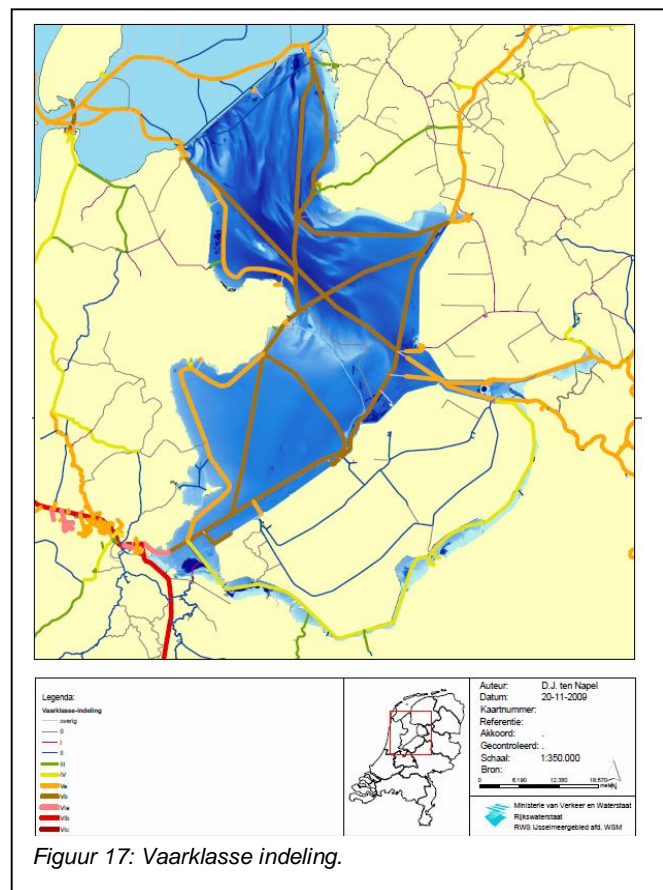 Legenda:
Vaarklasse-indeling
overig
0
I
II
III
IV
Va
Vb
VIa
VIb
VIc
Auteur: D.J. ten Napel
Datum: 20-11-2009
Kaartnummer:
Referentie:
Akkoord: .
Gecontroleerd: .
Schaal: 1:350.000
Bron:
0 6.190 12.380 18.570
meters
N
Ministerie van Verkeer en Waterstaat
Rijkswaterstaat
RWS IJsselmeergebied afd. WSM
Figuur 17: Vaarklasse indeling.